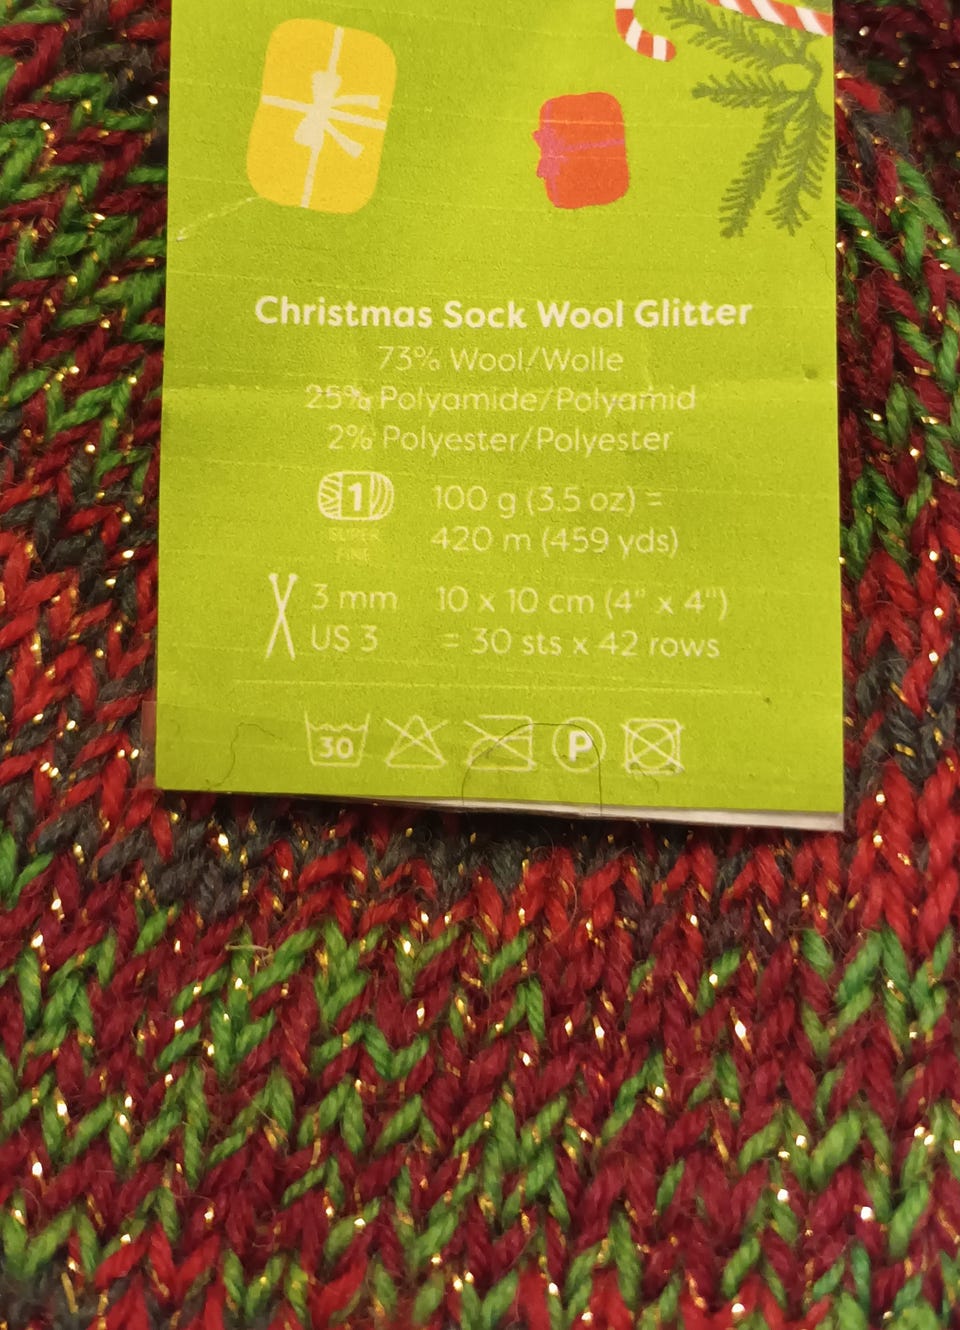 Christmas Sock Wool Glitter
73% Wool/Wolle
25% Polyamide/Polyamid
2% Polyester/Polyester
1
SUPER
FINE
100 g (3.5 oz) =
420 m (459 yds)
3 mm
US 3
10 x 10 cm (4" x 4")
= 30 sts x 42 rows
30
P